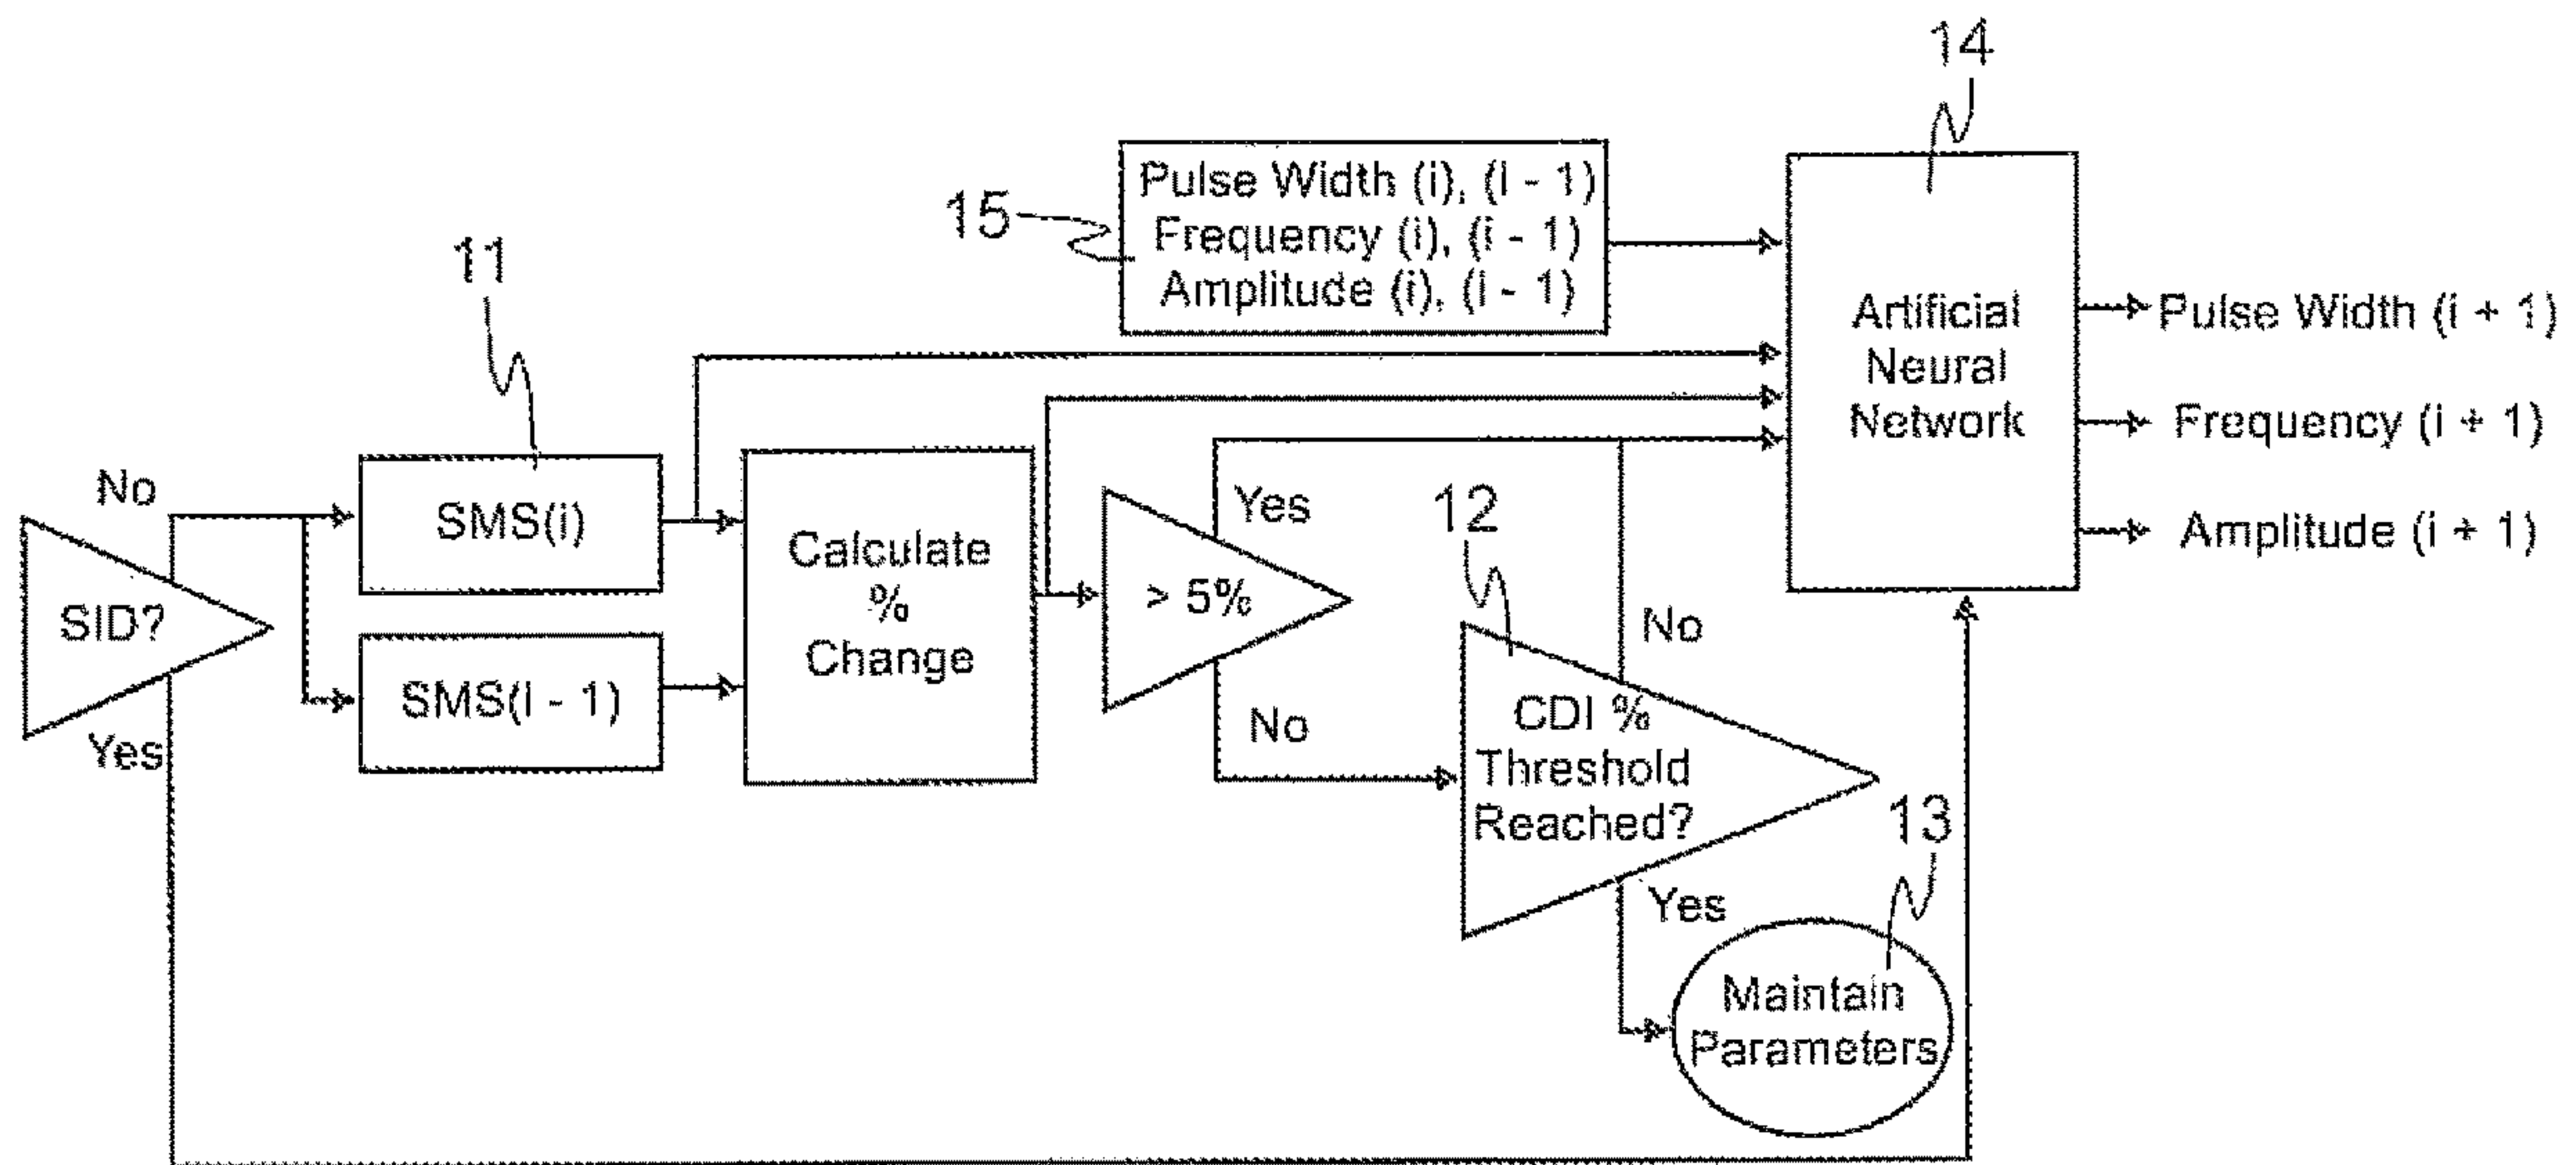 14
15
Pulse Width (i), (i - 1)
Frequency (i), (i - 1)
Amplitude (i), (i - 1)
11
Artificial
Neural
Network
Pulse Width (i + 1)
Frequency (i + 1)
Amplitude (i + 1)
No
SMS(i)
Calculate
%
Change
Yes
12
> 5%
SID?
No
SMS(i - 1)
Yes
No
CDI %
Threshold
Reached?
13
Yes
Maintain
Parameters